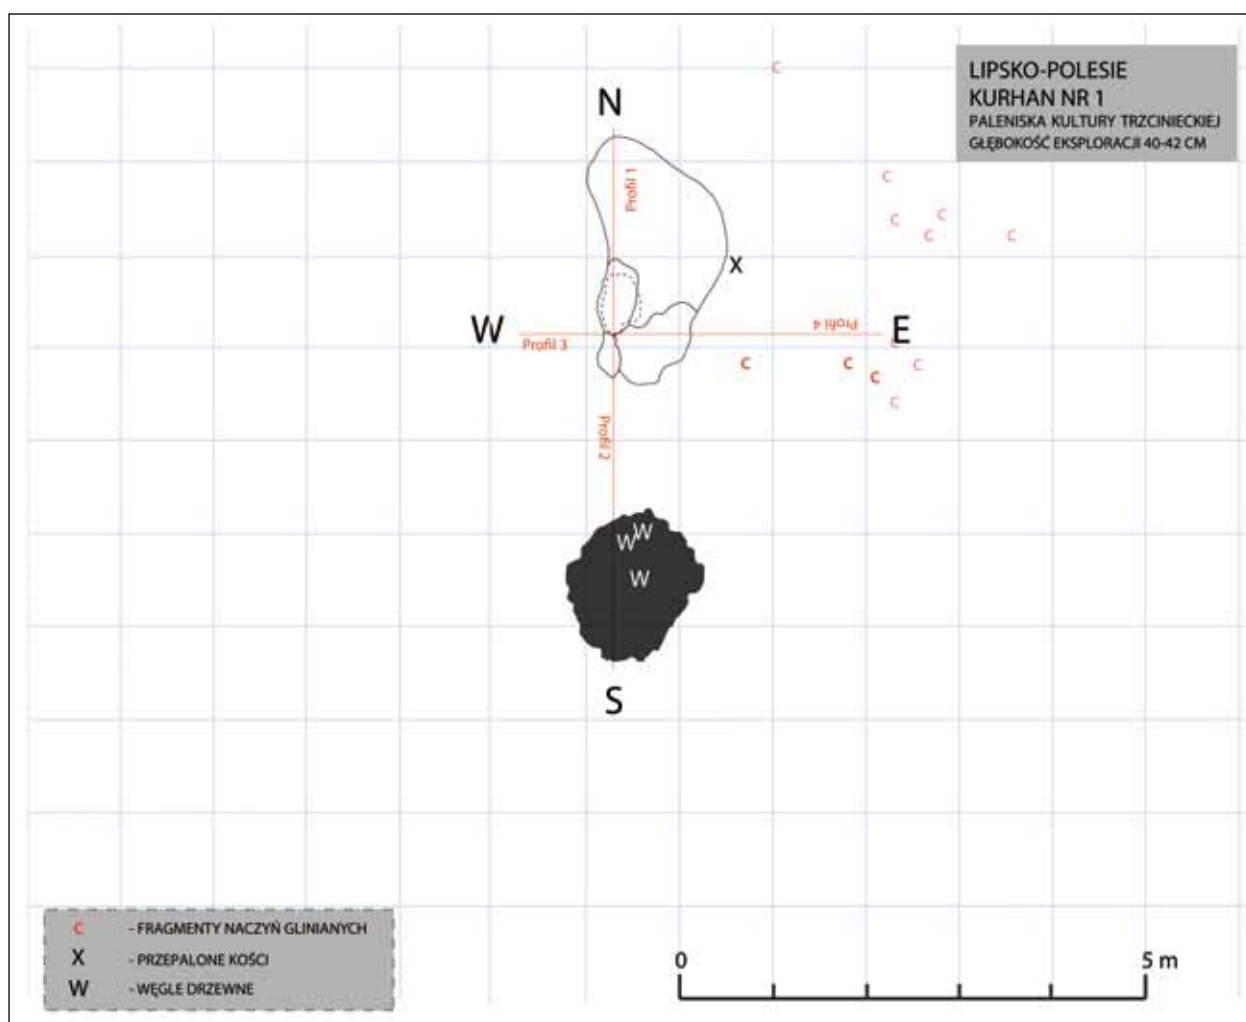 C
LIPSKO-POLESIE
KURHAN NR 1
PALENISKA KULTURY TRZCINIECKIEJ
GŁĘBOKOŚĆ EKSPLORACJI 40-42 CM
N
Profil 1
C
C C
C C
X
W
Profil 3
Profil 4
E
C
C C C
C
C
Profil 2
W W
W
S
C - FRAGMENTY NACZYŃ GLINIANYCH
X - PRZEPALONE KOŚCI
W - WĘGLE DRZEWNE
0 5 m